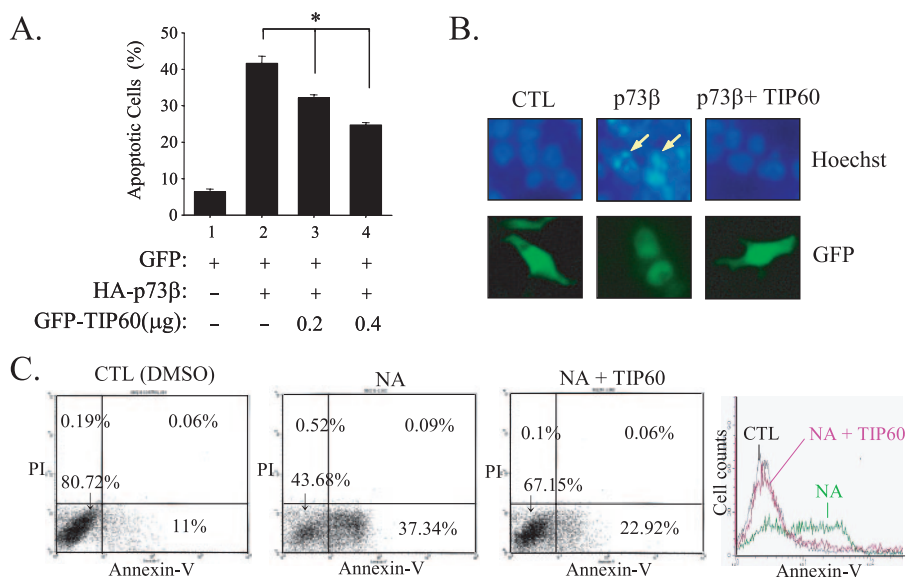 A.
Apoptotic Cells (%)
50
40
30
20
10
0
*
1 2 3 4
GFP: + + + +
HA-p73β: – + + +
GFP-TIP60(μg): – – 0.2 0.4
B.
CTL p73β p73β+ TIP60
Hoechst
GFP
C.
CTL (DMSO)
0.19% 0.06%
PI
80.72%
11%
Annexin-V
NA
0.52% 0.09%
PI
43.68%
37.34%
Annexin-V
NA + TIP60
0.1% 0.06%
PI
67.15%
22.92%
Annexin-V
Cell counts
CTL
NA + TIP60
NA
Annexin-V